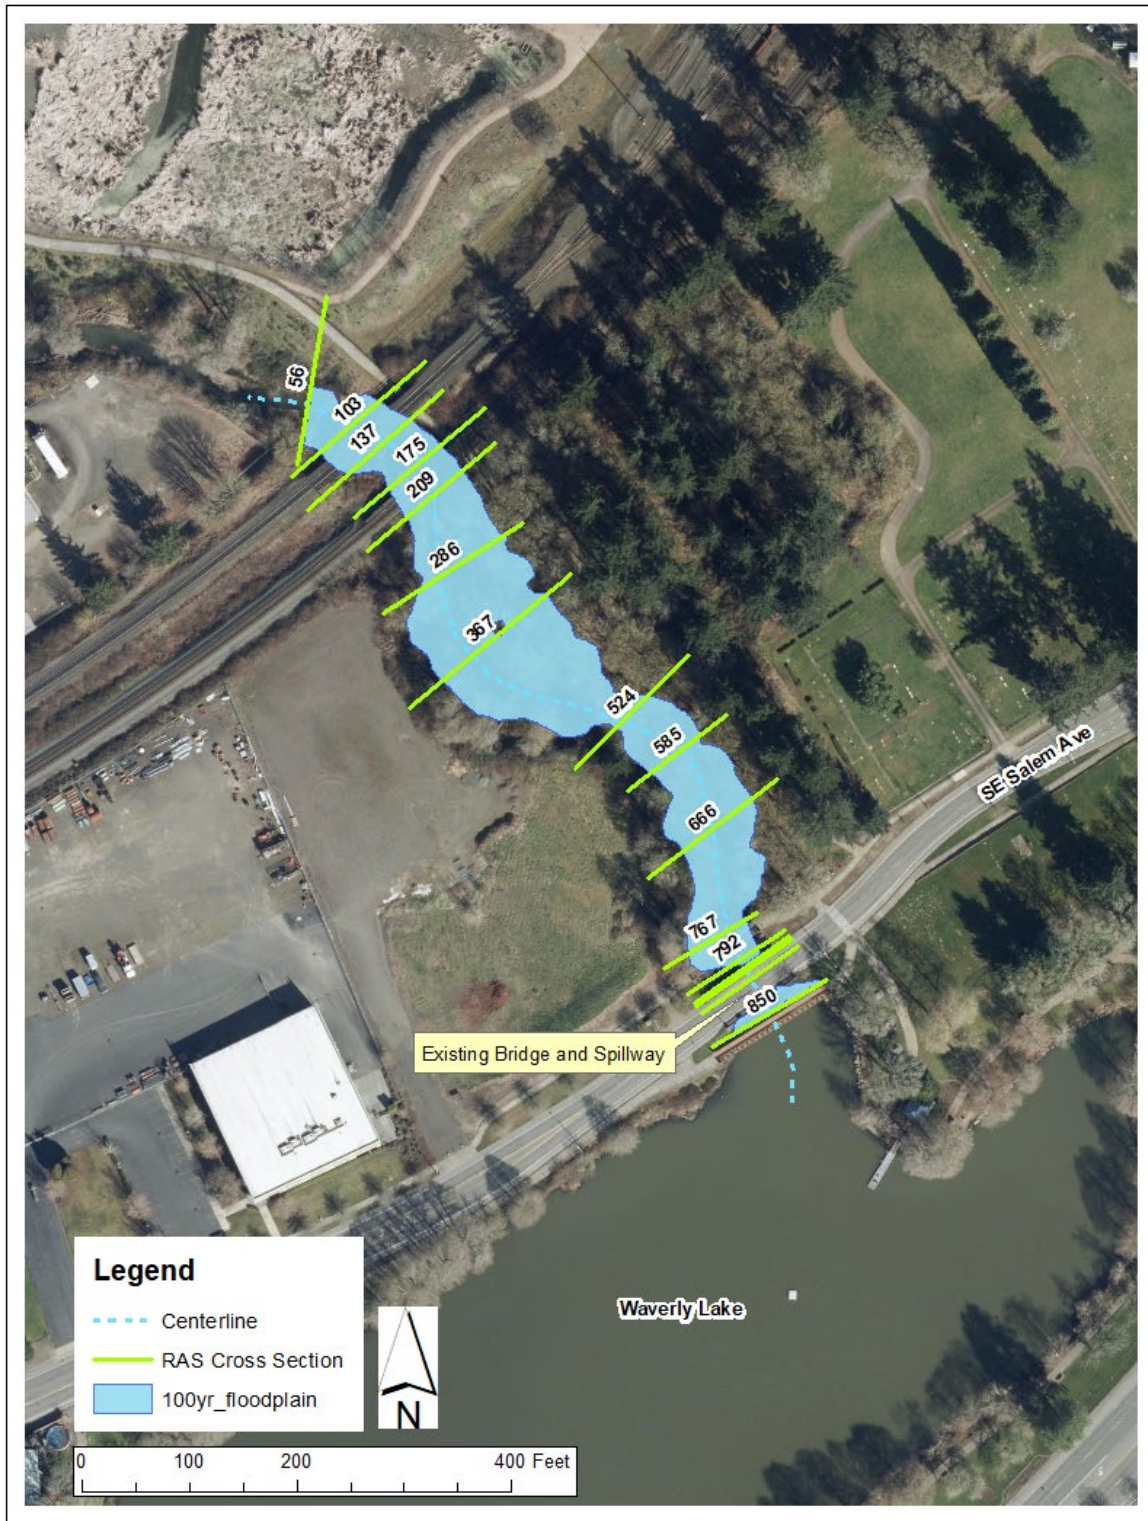 56
103
137
175
209
286
367
524
585
SE Salem Ave
666
767
792
850
Existing Bridge and Spillway
Legend
Centerline
RAS Cross Section
100yr_floodplain
Waverly Lake
N
0 100 200 400 Feet